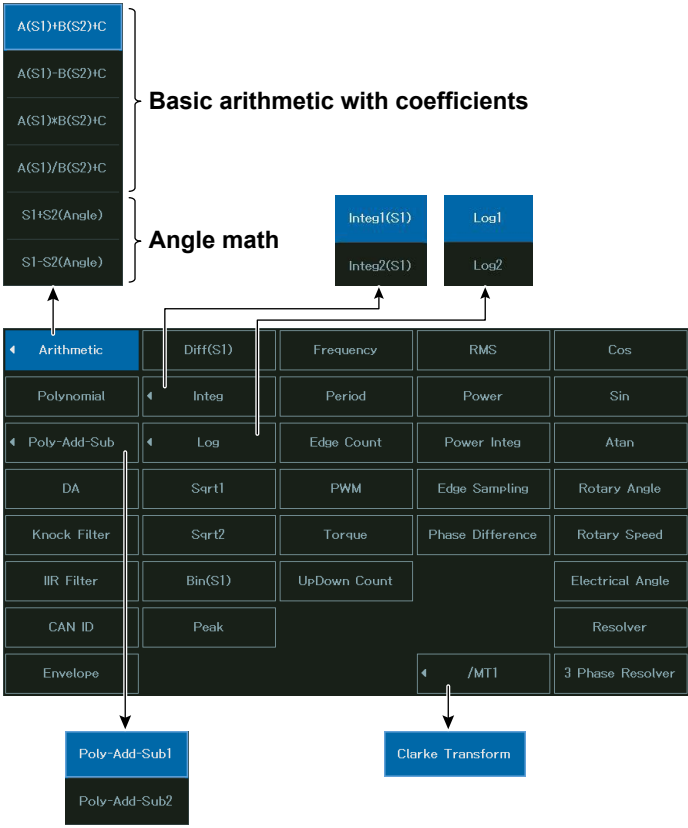 A(S1)+B(S2)+C
A(S1)-B(S2)+C
A(S1)*B(S2)+C
A(S1)/B(S2)+C
Basic arithmetic with coefficients
S1+S2(Angle)
S1-S2(Angle)
Angle math
Integ1(S1)
Integ2(S1)
Log1
Log2
Arithmetic Diff(S1) Frequency RMS Cos
Polynomial Integ Period Power Sin
Poly-Add-Sub Log Edge Count Power Integ Atan
DA Sqrt1 PWM Edge Sampling Rotary Angle
Knock Filter Sqrt2 Torque Phase Difference Rotary Speed
IIR Filter Bin(S1) UpDown Count Electrical Angle
CAN ID Peak Resolver
Envelope /MT1 3 Phase Resolver
Poly-Add-Sub1
Poly-Add-Sub2
Clarke Transform